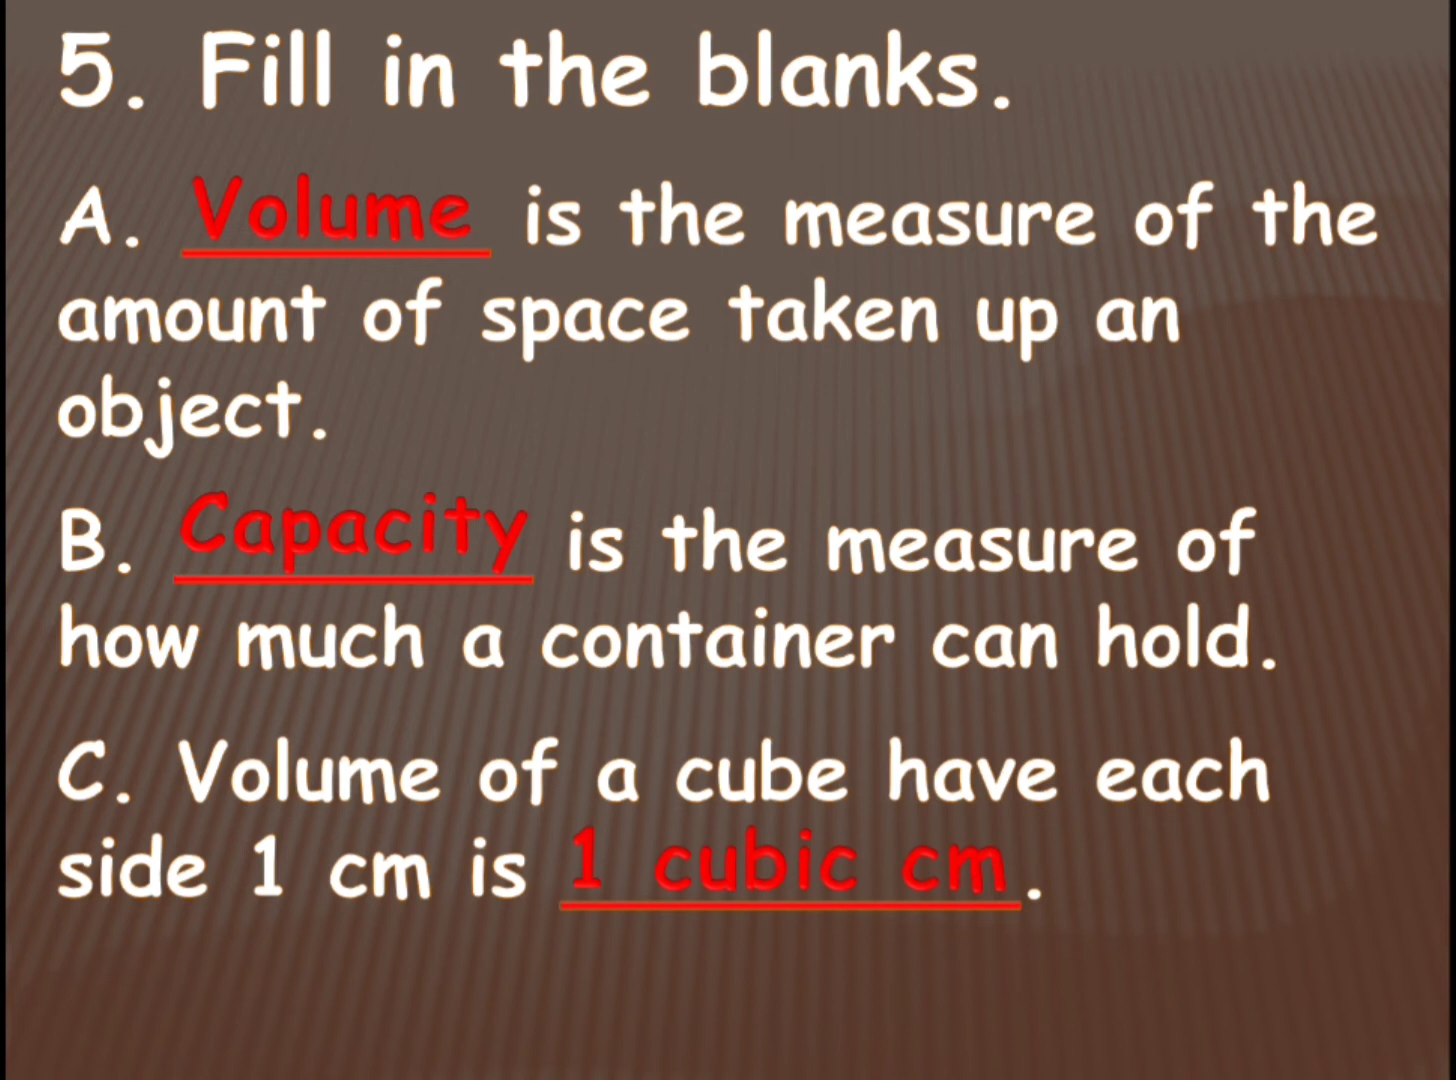 5. Fill in the blanks.
A. Volume is the measure of the
amount of space taken up an
object.
B. Capacity is the measure of
how much a container can hold.
C. Volume of a cube have each
side 1 cm is 1 cubic cm.